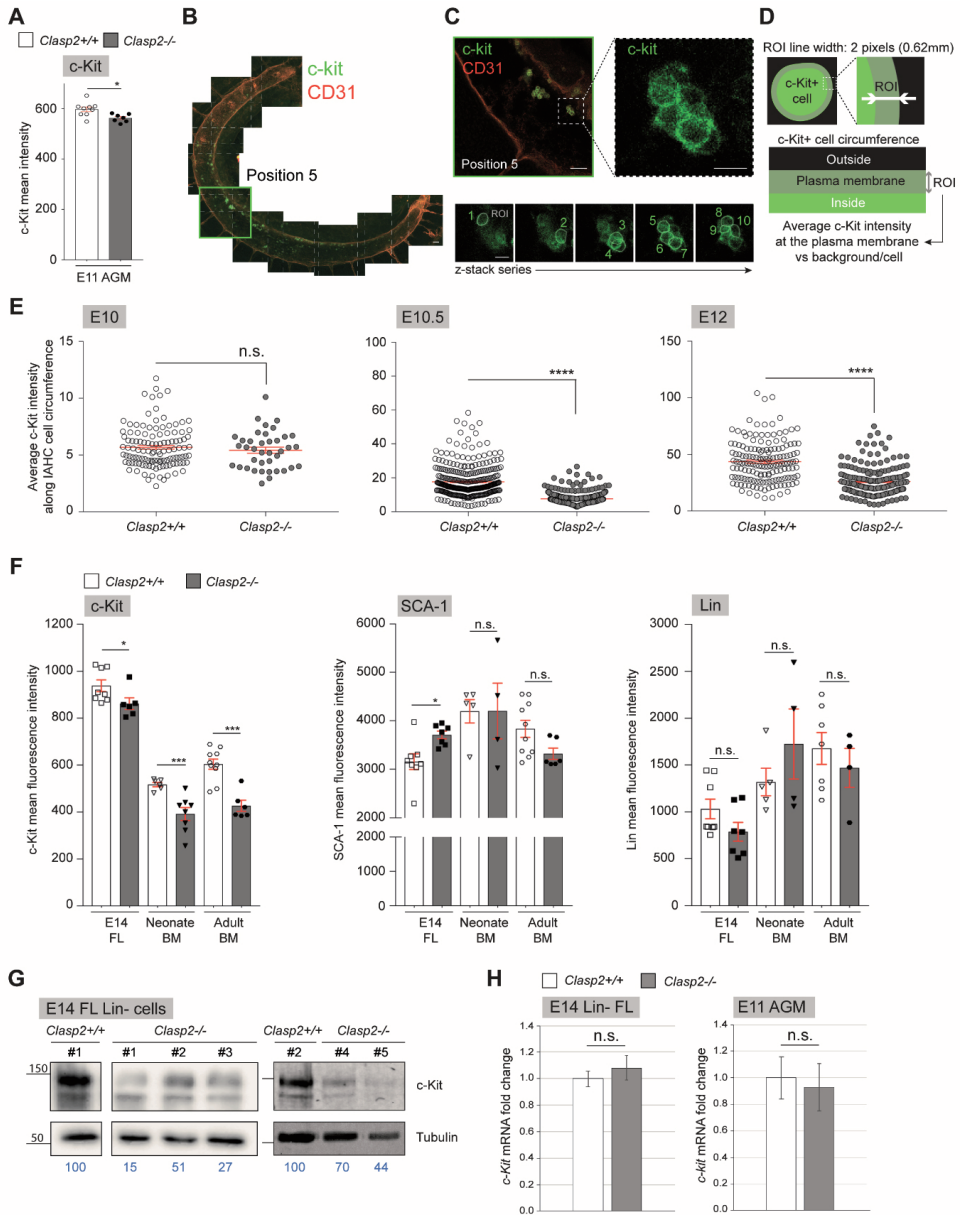 A
Clasp2+/+ Clasp2-/-
c-Kit
*
c-Kit mean intensity
600
400
600
200
0
E11 AGM
B
c-kit
CD31
Position 5
C
c-kit
CD31
Position 5
c-kit
1
ROI
2
3
4
5
6
7
8
9
10
z-stack series
D
ROI line width: 2 pixels (0.62mm)
c-Kit+
cell
ROI
c-Kit+ cell circumference
Outside
Plasma membrane
Inside
ROI
Average c-Kit intensity
at the plasma membrane
vs background/cell
E
Average c-Kit intensity
along IAHC cell circumference
E10
n.s.
15
10
5
0
Clasp2+/+ Clasp2-/-
E10.5
****
100
80
60
40
20
0
Clasp2+/+ Clasp2-/-
E12
****
150
100
50
0
Clasp2+/+ Clasp2-/-
F
Clasp2+/+ Clasp2-/-
c-Kit
c-Kit mean fluorescence intensity
1200
1000
800
600
400
200
0
*
***
***
E14 Neonate Adult
FL BM BM
SCA-1
SCA-1 mean fluorescence intensity
6000
5000
4000
3000
2000
2000
1000
0
*
n.s.
n.s.
E14 Neonate Adult
FL BM BM
Lin
Lin mean fluorescence intensity
3000
2500
2000
1500
1000
500
0
n.s.
n.s.
n.s.
E14 Neonate Adult
FL BM BM
G
E14 FL Lin- cells
Clasp2+/+ Clasp2-/- Clasp2+/+ Clasp2-/-
#1 #1 #2 #3 #2 #4 #5
150
c-Kit
50
Tubulin
100 15 51 27 100 70 44
H
Clasp2+/+ Clasp2-/-
E14 Lin- FL
c-Kit mRNA fold change
1.4
1.2
1.0
0.8
0.6
0.4
0.2
0.0
n.s.
E11 AGM
c-kit mRNA fold change
1.4
1.2
1.0
0.8
0.6
0.4
0.2
0.0
n.s.